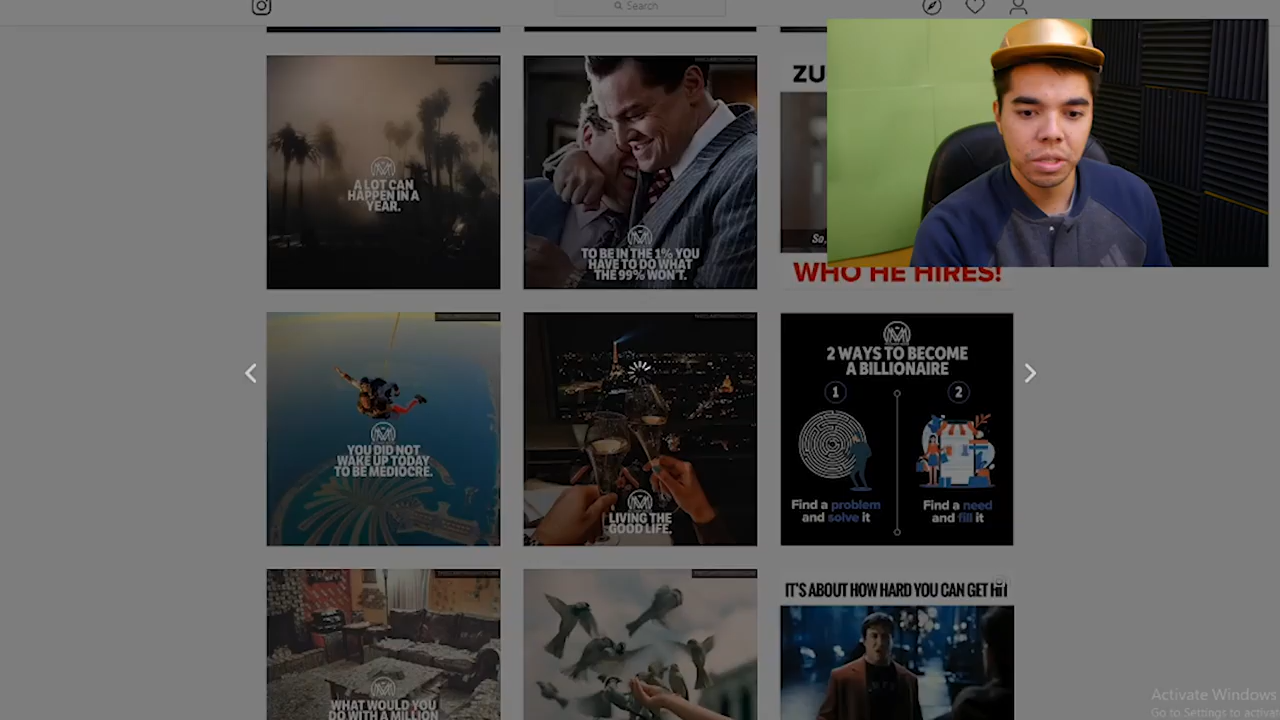 Search
A LOT CAN
HAPPEN IN A
YEAR.
TO BE IN THE 1% YOU
HAVE TO DO WHAT
THE 99% WON'T.
ZU
So,
WHO HE HIRES!
YOU DID NOT
WAKE UP TODAY
TO BE MEDIOCRE.
LIVING THE
GOOD LIFE.
2 WAYS TO BECOME
A BILLIONAIRE
1
2
Find a problem
and solve it
Find a need
and fill it
WHAT WOULD YOU
DO WITH A MILLION
IT'S ABOUT HOW HARD YOU CAN GET Hit
Activate Windows
Go to Settings to activa